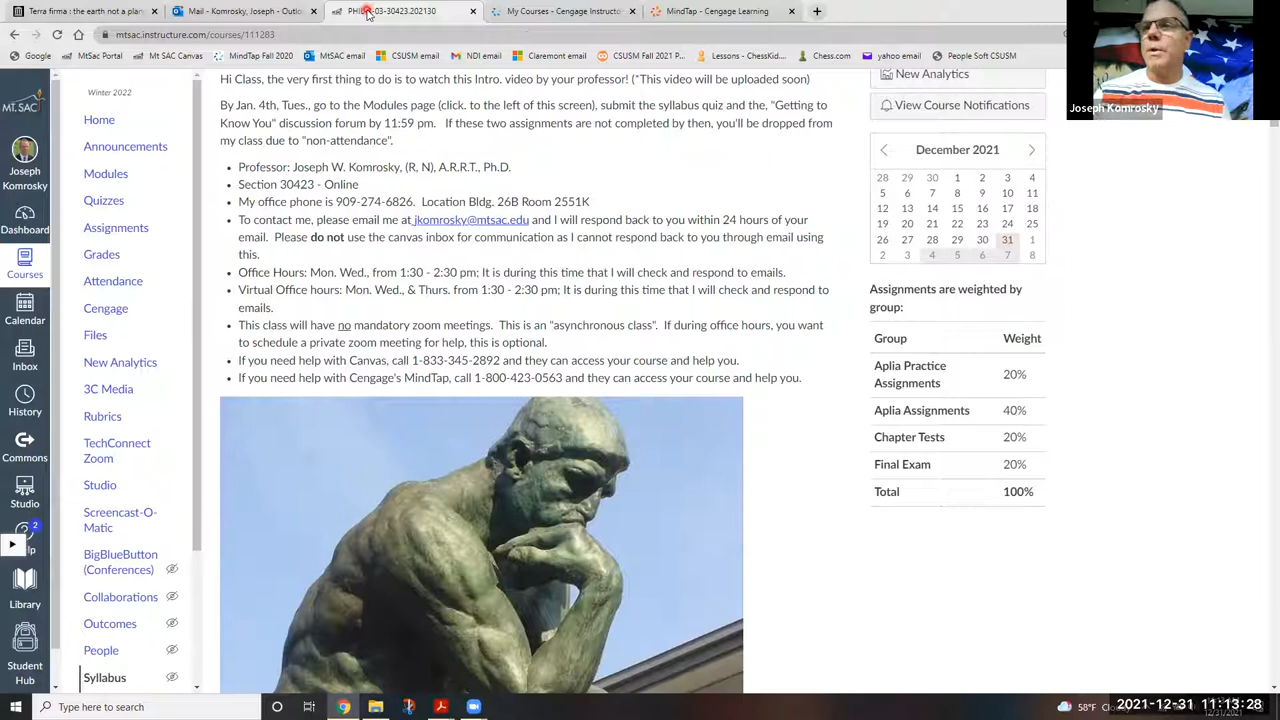 Terra firma : the earth not a plan
Mail - Komrosky, Joseph - Outlo
03-30423.202130
My Courses - Cengage Instructo
MindTap - Cengage Learning
mtsac.instructure.com/courses/111283
Google
MtSac Portal
MtSac Canvas
MindTap Fall 2020
MtSAC email
CSUSM email
NDI email
Claremont email
CSUSM Fall 2021 P...
Lessons - ChessKid....
Chess.com
yahoo email
People Soft CSUSM
Joseph Komrosky
MT. SAC
Joseph
Komrosky
Dashboard
Courses
Calendar
Inbox
History
Commons
Studio
2
lp
Library
Student
Hub
Winter 2022
Home
Announcements
Modules
Quizzes
Assignments
Grades
Attendance
Cengage
Files
New Analytics
3C Media
Rubrics
TechConnect
Zoom
Studio
Screencast-O-
Matic
BigBlueButton
(Conferences)
Collaborations
Outcomes
People
Syllabus
Hi Class, the very first thing to do is to watch this Intro. video by your professor! (*This video will be uploaded soon)
By Jan. 4th, Tues., go to the Modules page (click. to the left of this screen), submit the syllabus quiz and the, "Getting to
Know You" discussion forum by 11:59 pm.   If these two assignments are not completed by then, you'll be dropped from
my class due to "non-attendance".
• Professor: Joseph W. Komrosky, (R, N), A.R.R.T., Ph.D.
• Section 30423 - Online
• My office phone is 909-274-6826.  Location Bldg. 26B Room 2551K
• To contact me, please email me at jkomrosky@mtsac.edu and I will respond back to you within 24 hours of your
email.  Please do not use the canvas inbox for communication as I cannot respond back to you through email using
this.
• Office Hours: Mon. Wed., from 1:30 - 2:30 pm; It is during this time that I will check and respond to emails.
• Virtual Office hours: Mon. Wed., & Thurs. from 1:30 - 2:30 pm; It is during this time that I will check and respond to
emails.
• This class will have no mandatory zoom meetings.  This is an "asynchronous class".  If during office hours, you want
to schedule a private zoom meeting for help, this is optional.
• If you need help with Canvas, call 1-833-345-2892 and they can access your course and help you.
• If you need help with Cengage's MindTap, call 1-800-423-0563 and they can access your course and help you.
New Analytics
View Course Notifications
December 2021
28 29 30 1 2 3 4
5 6 7 8 9 10 11
12 13 14 15 16 17 18
19 20 21 22 23 24 25
26 27 28 29 30 31 1
2 3 4 5 6 7 8
Assignments are weighted by
group:
Group Weight
Aplia Practice
Assignments 20%
Aplia Assignments 40%
Chapter Tests 20%
Final Exam 20%
Total 100%
Type here to search
58°F
2021-12-31 11:13:28